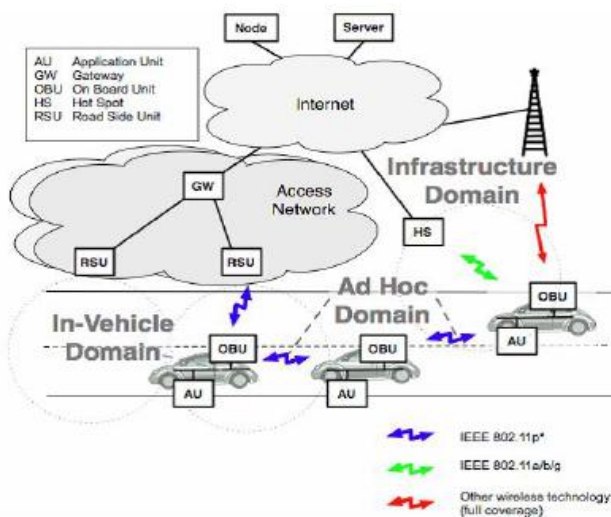 Node
Server
AU Application Unit
GW Gateway
OBU On Board Unit
HS Hot Spot
RSU Road Side Unit
Internet
Infrastructure
Domain
Access
Network
GW
HS
RSU
RSU
Ad Hoc
Domain
OBU
AU
In-Vehicle
Domain
OBU
OBU
AU
AU
IEEE 802.11p*
IEEE 802.11a/b/g
Other wireless technology
(full coverage)